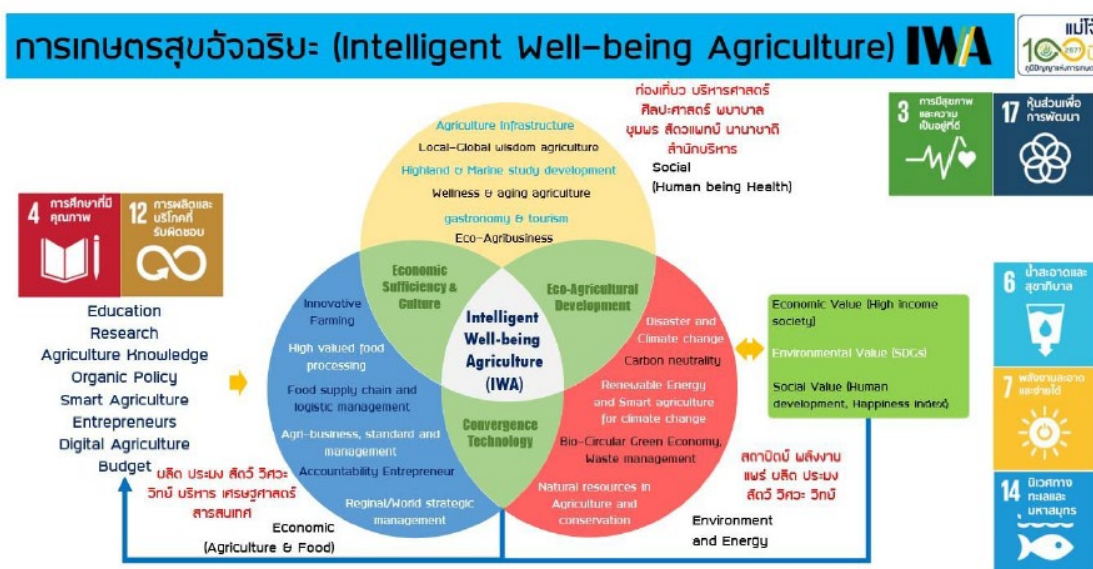 การเกษตรสุขอัจฉริยะ (Intelligent Well-being Agriculture) IWA
แม่โจ้
100 ปี
2577
ท่องเที่ยว บริหารศาสตร์
ศิลปะศาสตร์ พยาบาล
ชุมพร สัตวแพทย์ นานาชาติ
สำนักบริหาร
Social
(Human being Health)
3 การมีสุขภาพ
และความ
เป็นอยู่ที่ดี
17 หุ้นส่วนเพื่อ
การพัฒนา
Agriculture Infrastructure
Local-Global wisdom agriculture
Highland & Marine study development
Wellness & aging agriculture
gastronomy & tourism
Eco-Agribusiness
4 การศึกษาที่มี
คุณภาพ
12 การผลิตและ
บริโภคที่
รับผิดชอบ
Education
Research
Agriculture Knowledge
Organic Policy
Smart Agriculture
Entrepreneurs
Digital Agriculture
Budget
ผลิต ประมง สัตว์ วิศวะ
วิทย์ บริหาร เศรษฐศาสตร์
สารสนเทศ
Economic
(Agriculture & Food)
Economic
Sufficiency &
Culture
Eco-Agricultural
Development
Intelligent
Well-being
Agriculture
(IWA)
Convergence
Technology
Innovative
Farming
High valued food
processing
Food supply chain and
logistic management
Agri-business, standard and
management
Accountability Entrepreneur
Reginal/World strategic
management
Disaster and
Climate change
Carbon neutrality
Renewable Energy
and Smart agriculture
for climate change
Bio-Circular Green Economy,
Waste management
Natural resources in
Agriculture and
conservation
Economic Value (High income
society)
Environmental Value (SDGs)
Social Value (Human
development, Happiness index)
สถาปัตย์ พลังงาน
แพร่ ผลิต ประมง
สัตว์ วิศวะ วิทย์
Environment
and Energy
6 น้ำสะอาดและ
สุขาภิบาล
7 พลังงานสะอาด
และจ่ายได้
14 นิเวศทาง
ทะเลและ
มหาสมุทร